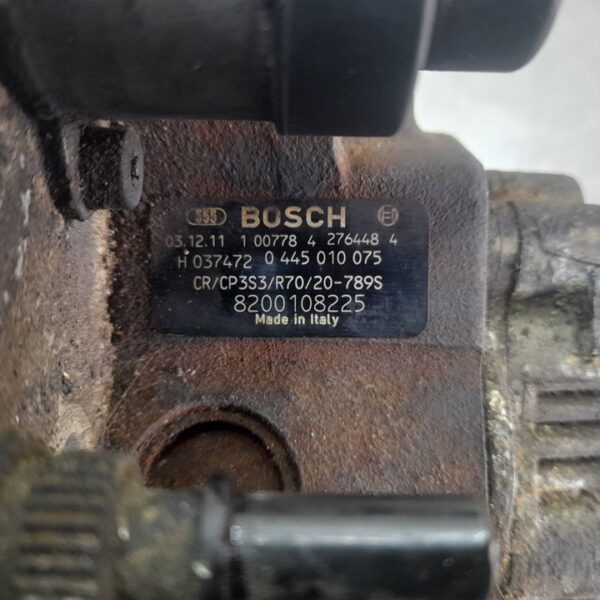 355 BOSCH
03.12.11 1 00778 4 276448 4
H 037472 0 445 010 075
CR/CP3S3/R70/20-789S
8200108225
Made in Italy